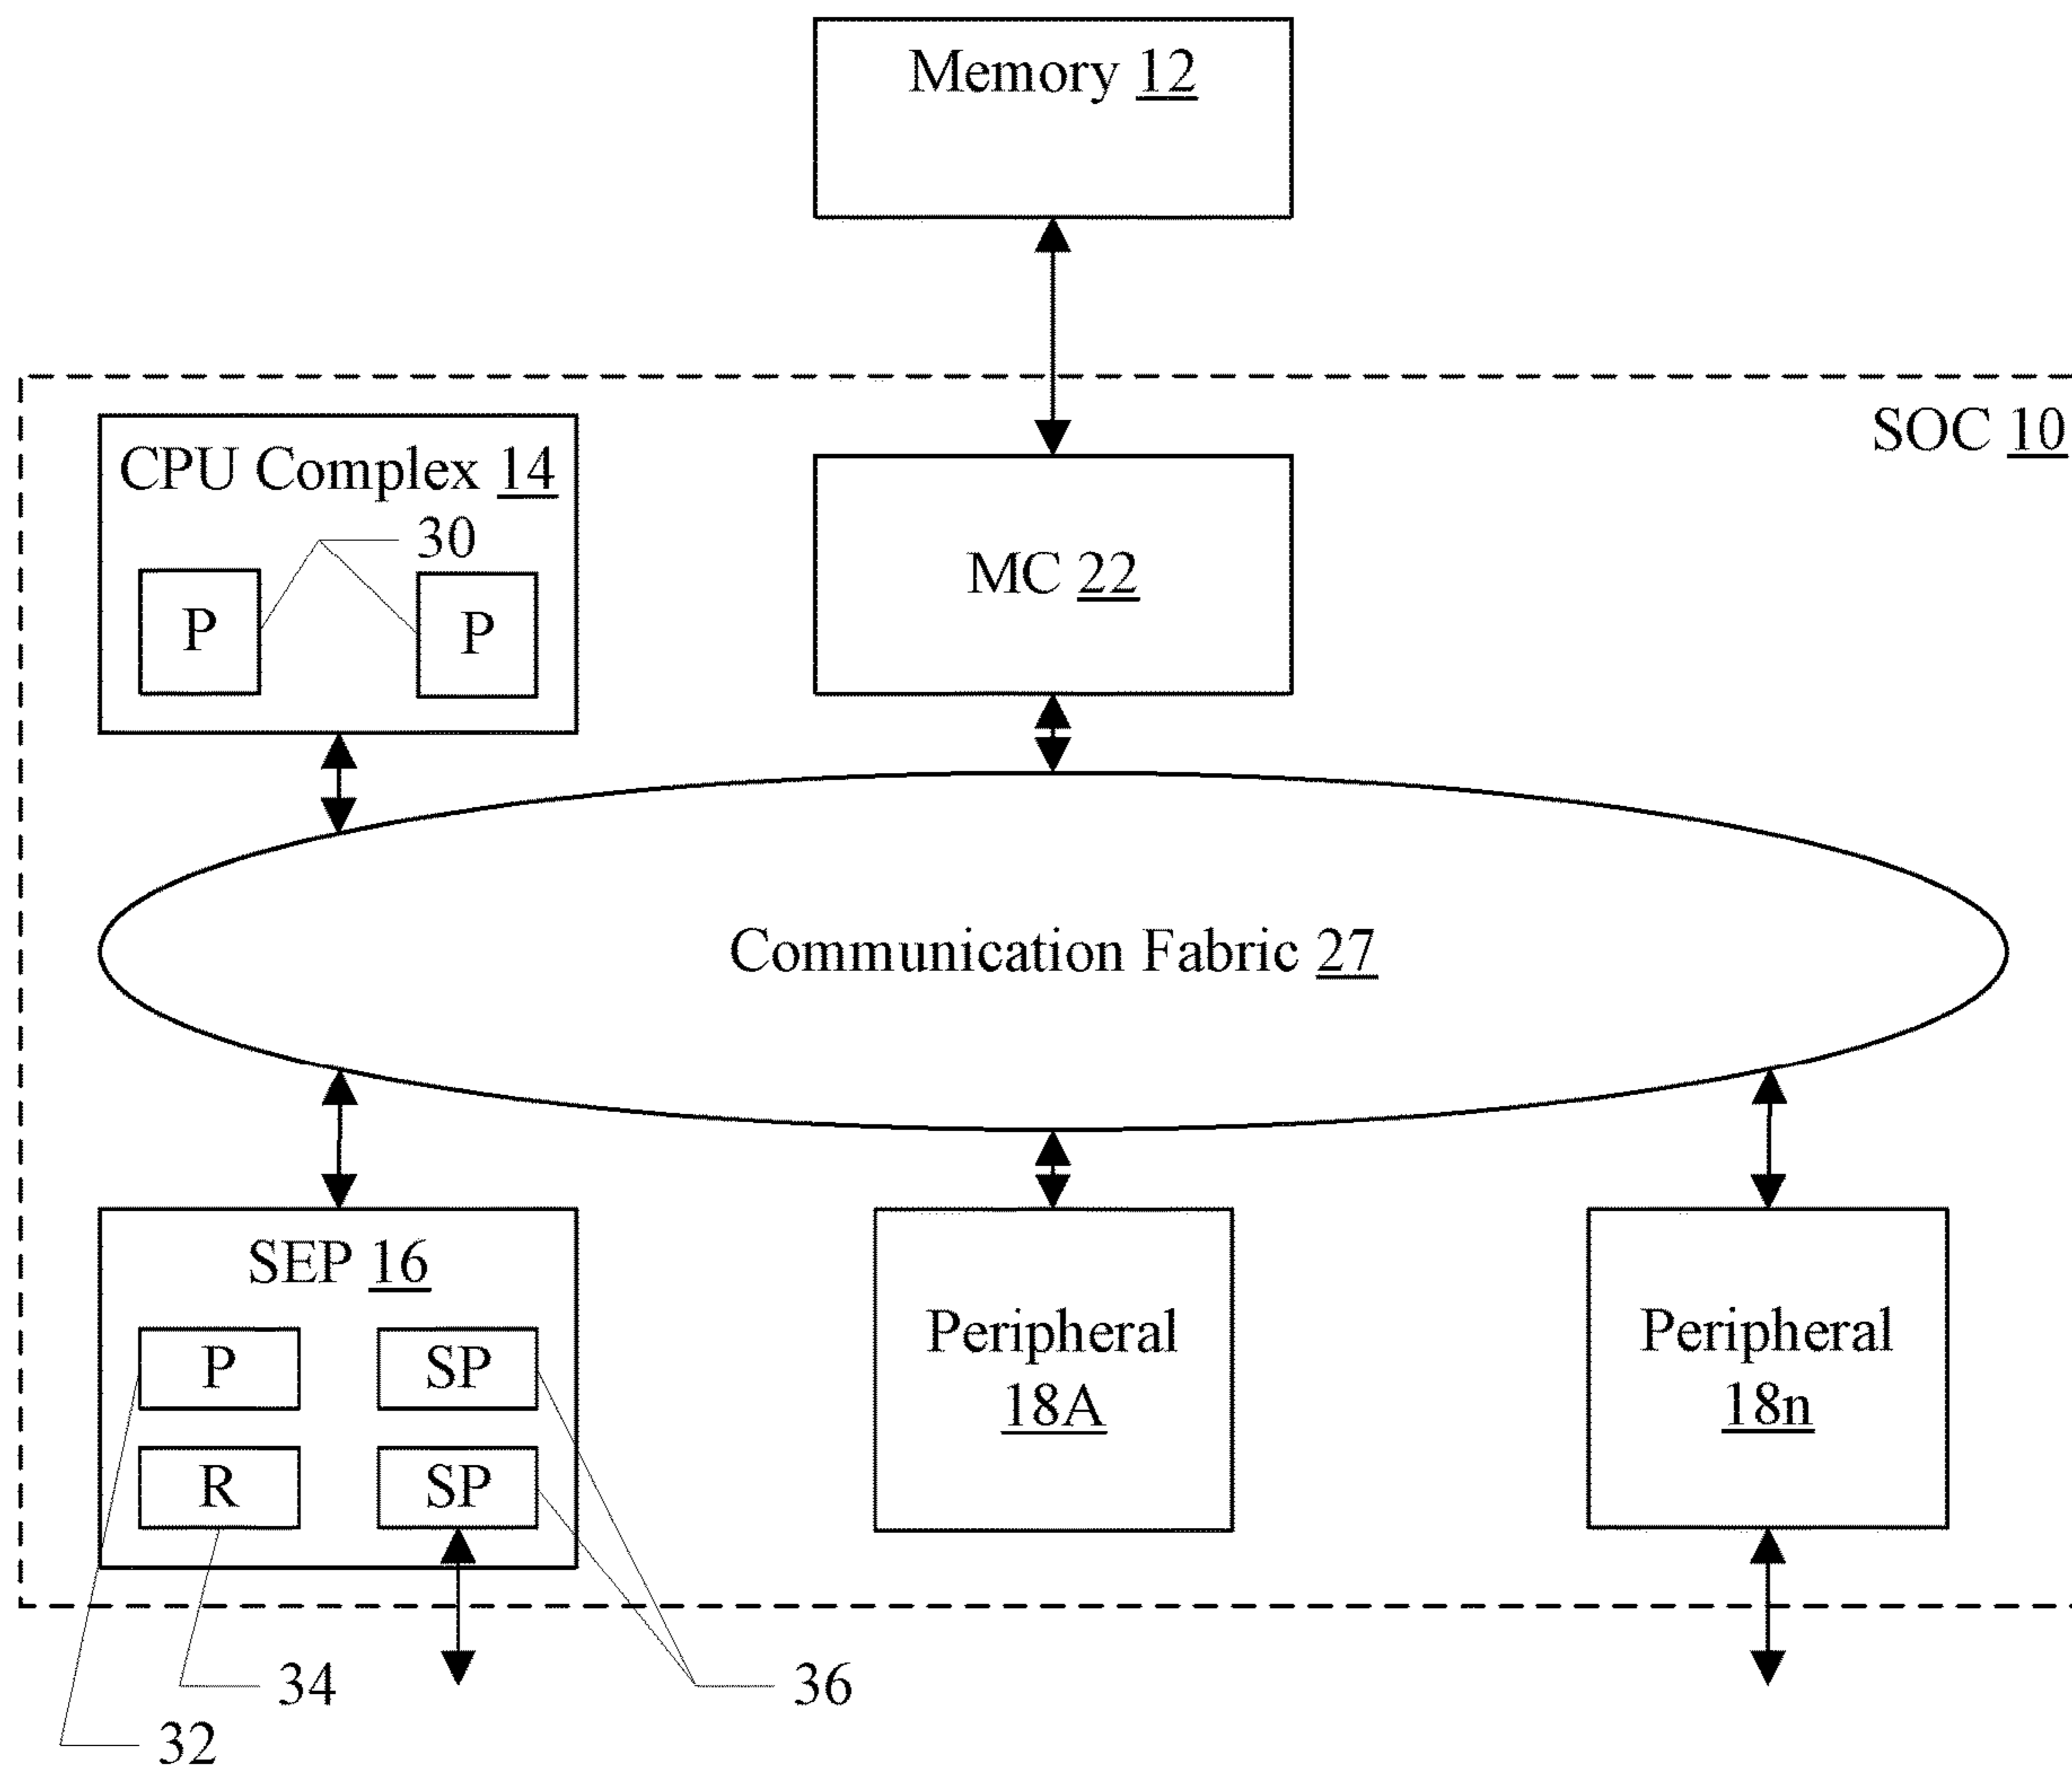 Memory 12
SOC 10
CPU Complex 14
30
P
P
MC 22
Communication Fabric 27
SEP 16
P
SP
R
SP
Peripheral
18A
Peripheral
18n
34
36
32